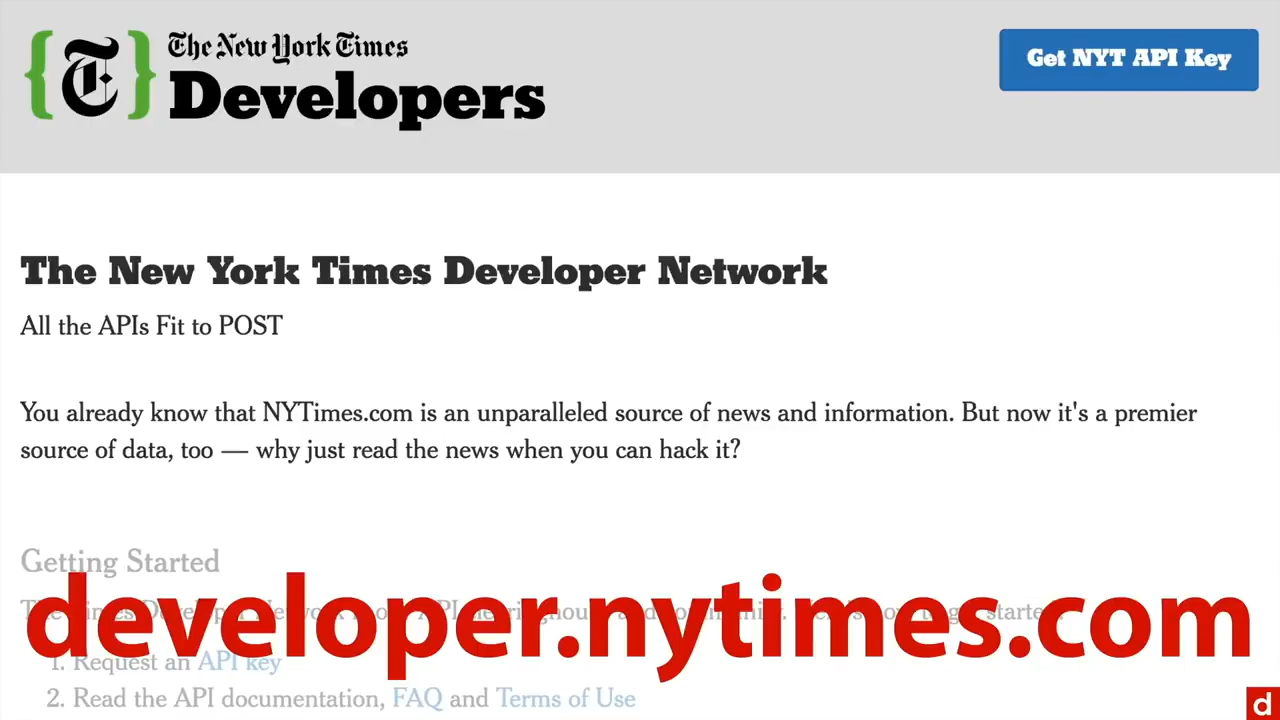 {T}
The New York Times
Developers
Get NYT API Key
The New York Times Developer Network
All the APIs Fit to POST
You already know that NYTimes.com is an unparalleled source of news and information. But now it's a premier
source of data, too — why just read the news when you can hack it?
Getting Started
developer.nytimes.com
1. Request an API key
2. Read the API documentation, FAQ and Terms of Use
d